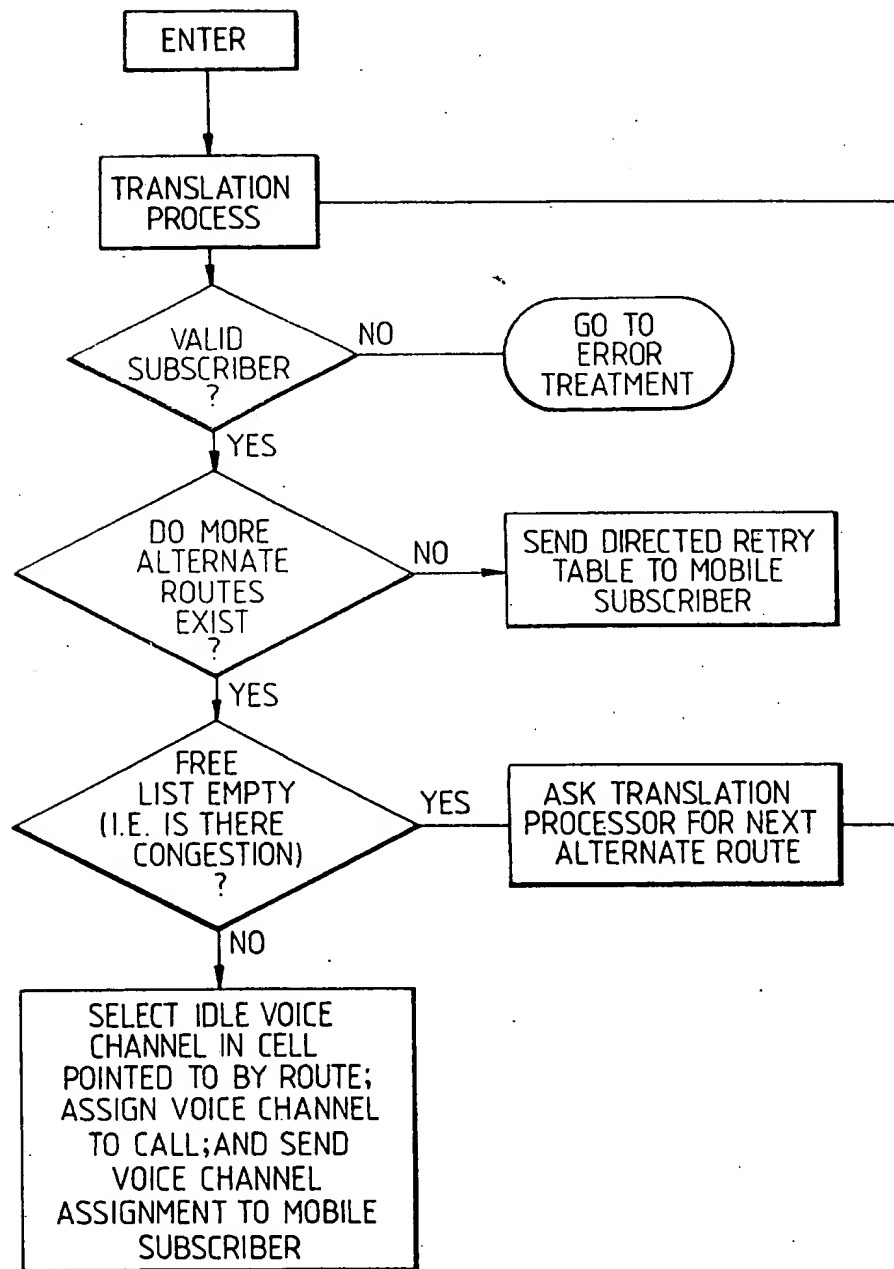 ENTER
TRANSLATION
PROCESS
VALID
SUBSCRIBER
?
NO
GO TO
ERROR
TREATMENT
YES
DO MORE
ALTERNATE
ROUTES
EXIST
?
NO
SEND DIRECTED RETRY
TABLE TO MOBILE
SUBSCRIBER
YES
FREE
LIST EMPTY
(I.E. IS THERE
CONGESTION)
?
YES
ASK TRANSLATION
PROCESSOR FOR NEXT
ALTERNATE ROUTE
NO
SELECT IDLE VOICE
CHANNEL IN CELL
POINTED TO BY ROUTE;
ASSIGN VOICE CHANNEL
TO CALL;AND SEND
VOICE CHANNEL
ASSIGNMENT TO MOBILE
SUBSCRIBER